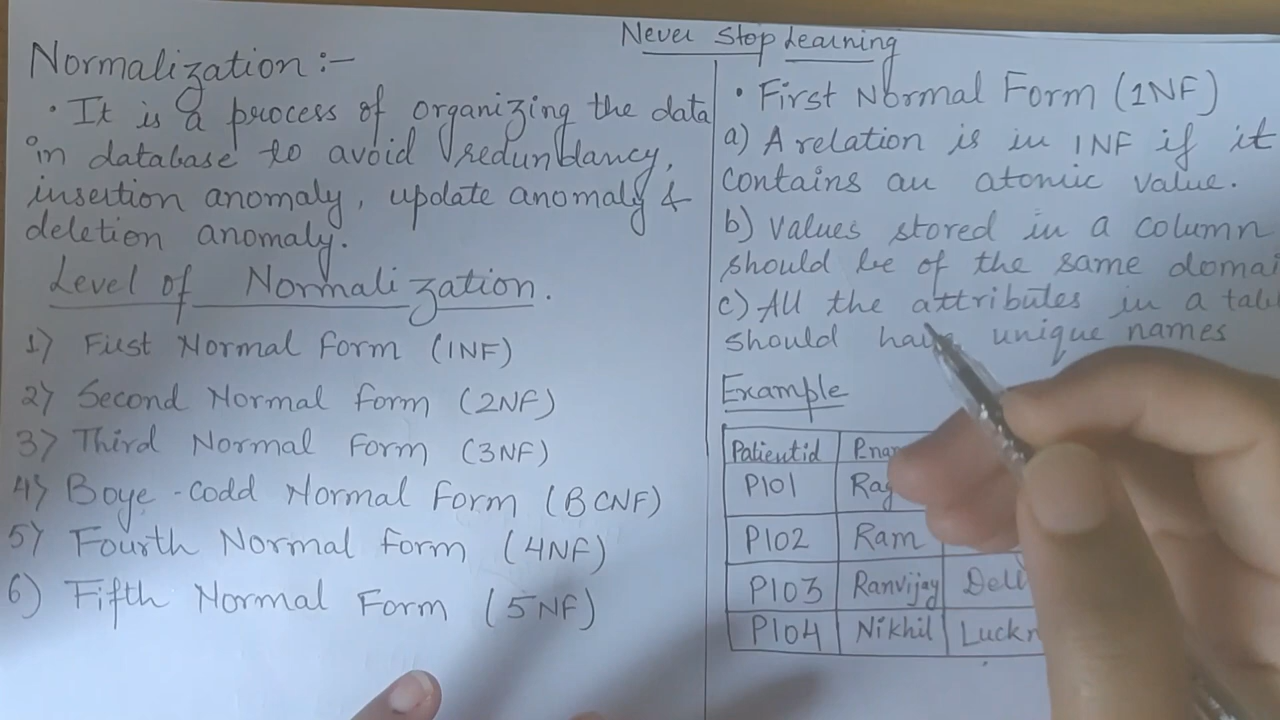 Never Stop Learning
Normalization :-
• It is a process of organizing the data
in database to avoid redundancy,
insertion anomaly, update anomaly &
deletion anomaly.
Level of Normalization.
1) First Normal Form (1NF)
2) Second Normal Form (2NF)
3) Third Normal Form (3NF)
4) Boye-Codd Normal Form (BCNF)
5) Fourth Normal Form (4NF)
6) Fifth Normal Form (5NF)
• First Normal Form (1NF)
a) A relation is in 1NF if it
contains an atomic value.
b) Values stored in a column
should be of the same
c) All the attributes in a
should unique names
Example
Patientid
P101
P102 Ram
P103 Ranvijay
P104 Nikhil